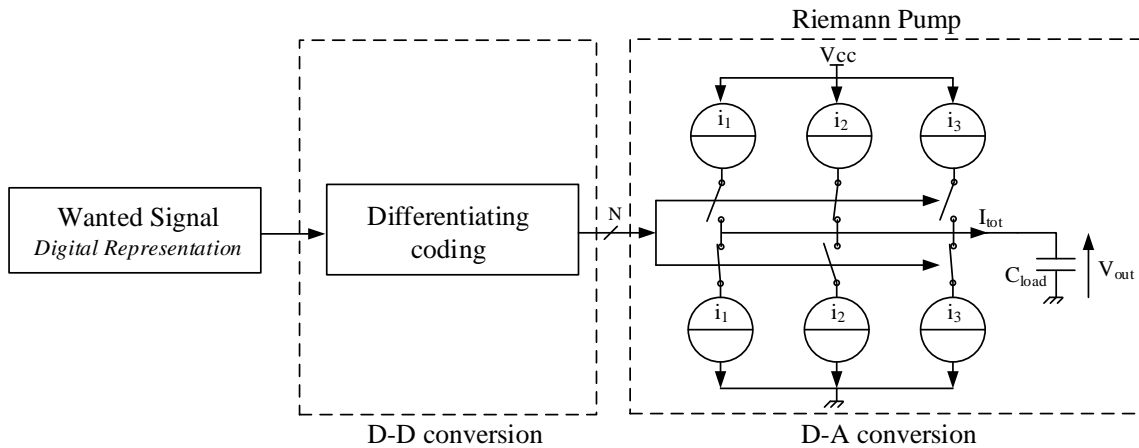 Riemann Pump
Vcc
i1 i2 i3
Wanted Signal
Digital Representation
Differentiating
coding
N
Itot
Cload
Vout
i1 i2 i3
D-D conversion
D-A conversion